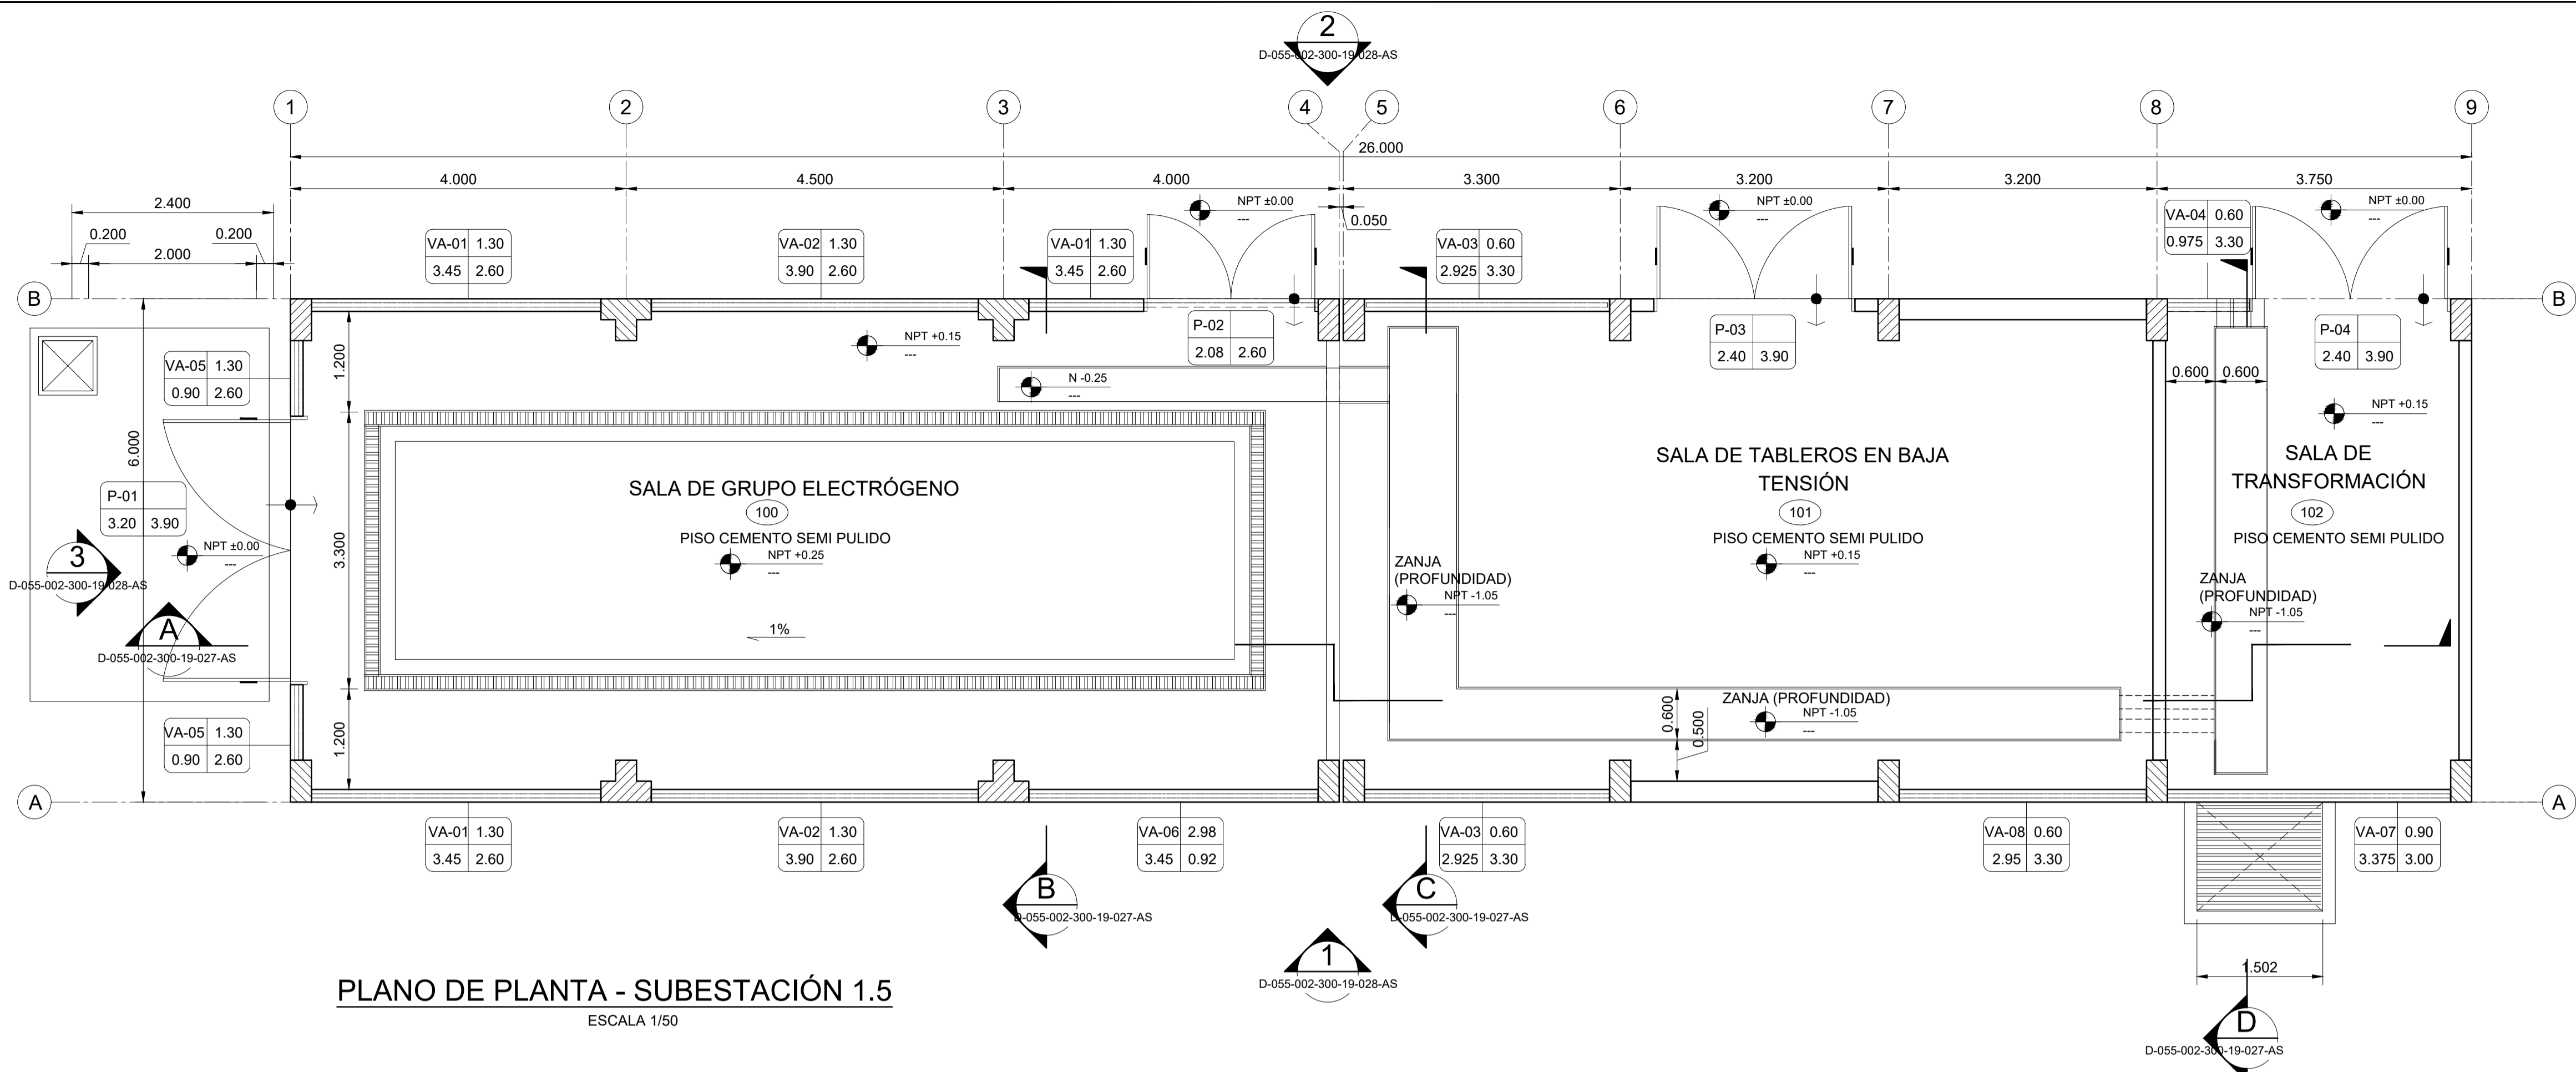 2
D-055-002-300-19-028-AS
1
2
3
4
5
6
7
8
9
26.000
4.000
4.500
4.000
3.300
3.200
3.200
3.750
0.050
2.400
0.200
0.200
2.000
NPT ±0.00
---
NPT ±0.00
---
NPT ±0.00
---
VA-01 1.30
3.45 2.60
VA-02 1.30
3.90 2.60
VA-01 1.30
3.45 2.60
VA-03 0.60
2.925 3.30
VA-04 0.60
0.975 3.30
B
B
P-02
2.08 2.60
P-03
2.40 3.90
P-04
2.40 3.90
NPT +0.15
---
VA-05 1.30
0.90 2.60
1.200
N -0.25
---
0.600
0.600
NPT +0.15
---
6.000
SALA DE GRUPO ELECTRÓGENO
100
PISO CEMENTO SEMI PULIDO
NPT +0.25
---
1%
SALA DE TABLEROS EN BAJA
TENSIÓN
101
PISO CEMENTO SEMI PULIDO
NPT +0.15
---
SALA DE
TRANSFORMACIÓN
102
PISO CEMENTO SEMI PULIDO
P-01
3.20 3.90
NPT ±0.00
---
3
D-055-002-300-19-028-AS
3.300
ZANJA
(PROFUNDIDAD)
NPT -1.05
---
ZANJA
(PROFUNDIDAD)
NPT -1.05
---
A
D-055-002-300-19-027-AS
ZANJA (PROFUNDIDAD)
NPT -1.05
---
0.600
0.500
1.200
VA-05 1.30
0.90 2.60
A
A
VA-01 1.30
3.45 2.60
VA-02 1.30
3.90 2.60
VA-06 2.98
3.45 0.92
VA-03 0.60
2.925 3.30
VA-08 0.60
2.95 3.30
VA-07 0.90
3.375 3.00
B
D-055-002-300-19-027-AS
C
D-055-002-300-19-027-AS
1
D-055-002-300-19-028-AS
1.502
D
D-055-002-300-19-027-AS
PLANO DE PLANTA - SUBESTACIÓN 1.5
ESCALA 1/50